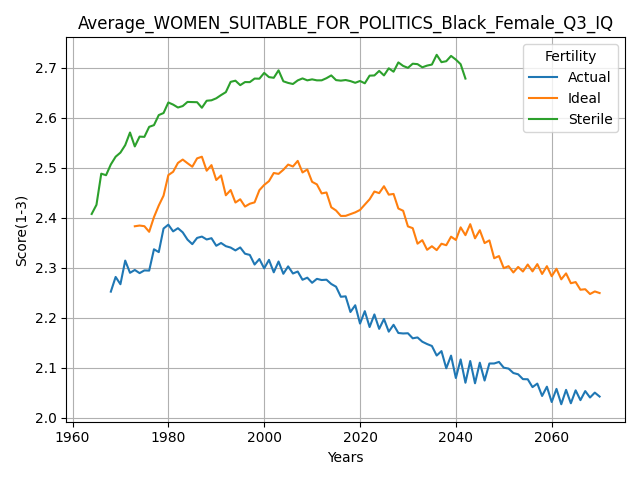 Average_WOMEN_SUITABLE_FOR_POLITICS_Black_Female_Q3_IQ
Fertility
Actual
Ideal
Sterile
Score(1-3)
2.7
2.6
2.5
2.4
2.3
2.2
2.1
2.0
1960
1980
2000
2020
2040
2060
Years